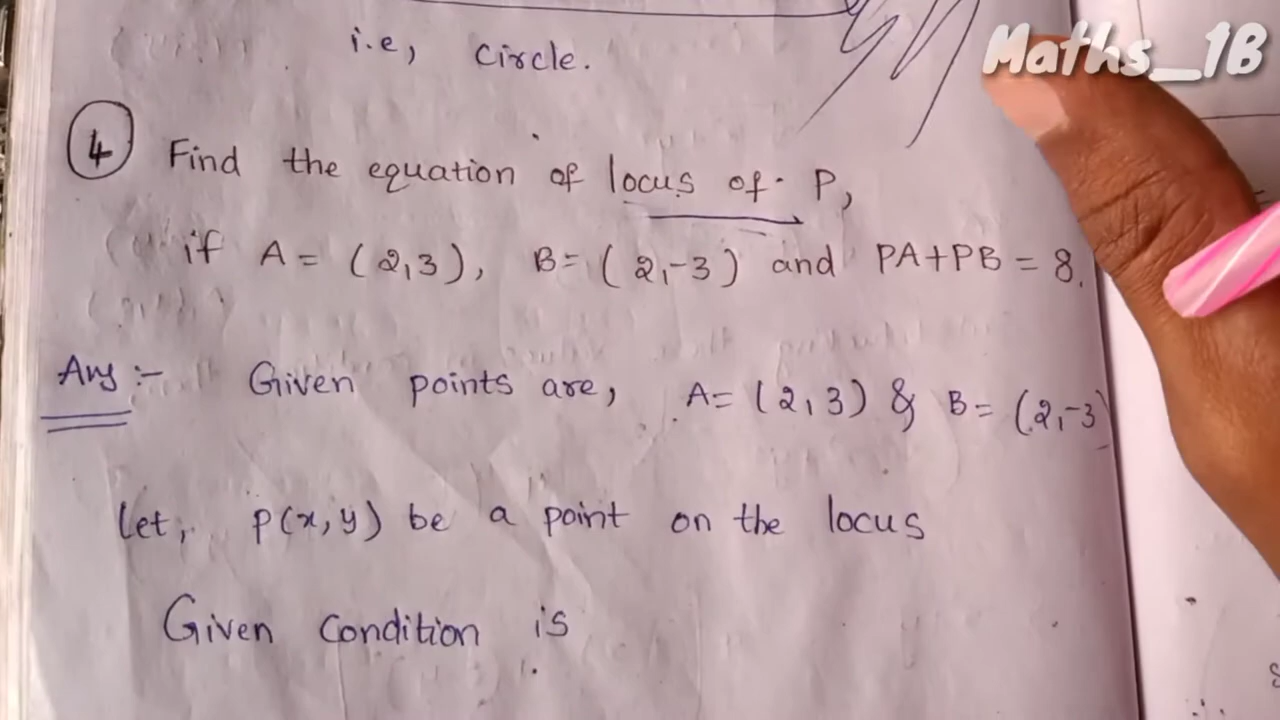 i.e, circle.
Maths_1B
4 Find the equation of locus of P,
if A = (2,3), B = (2,-3) and PA+PB = 8.
Ans :- Given points are, A = (2,3) & B = (2,-3)
Let, P(x,y) be a point on the locus
Given condition is